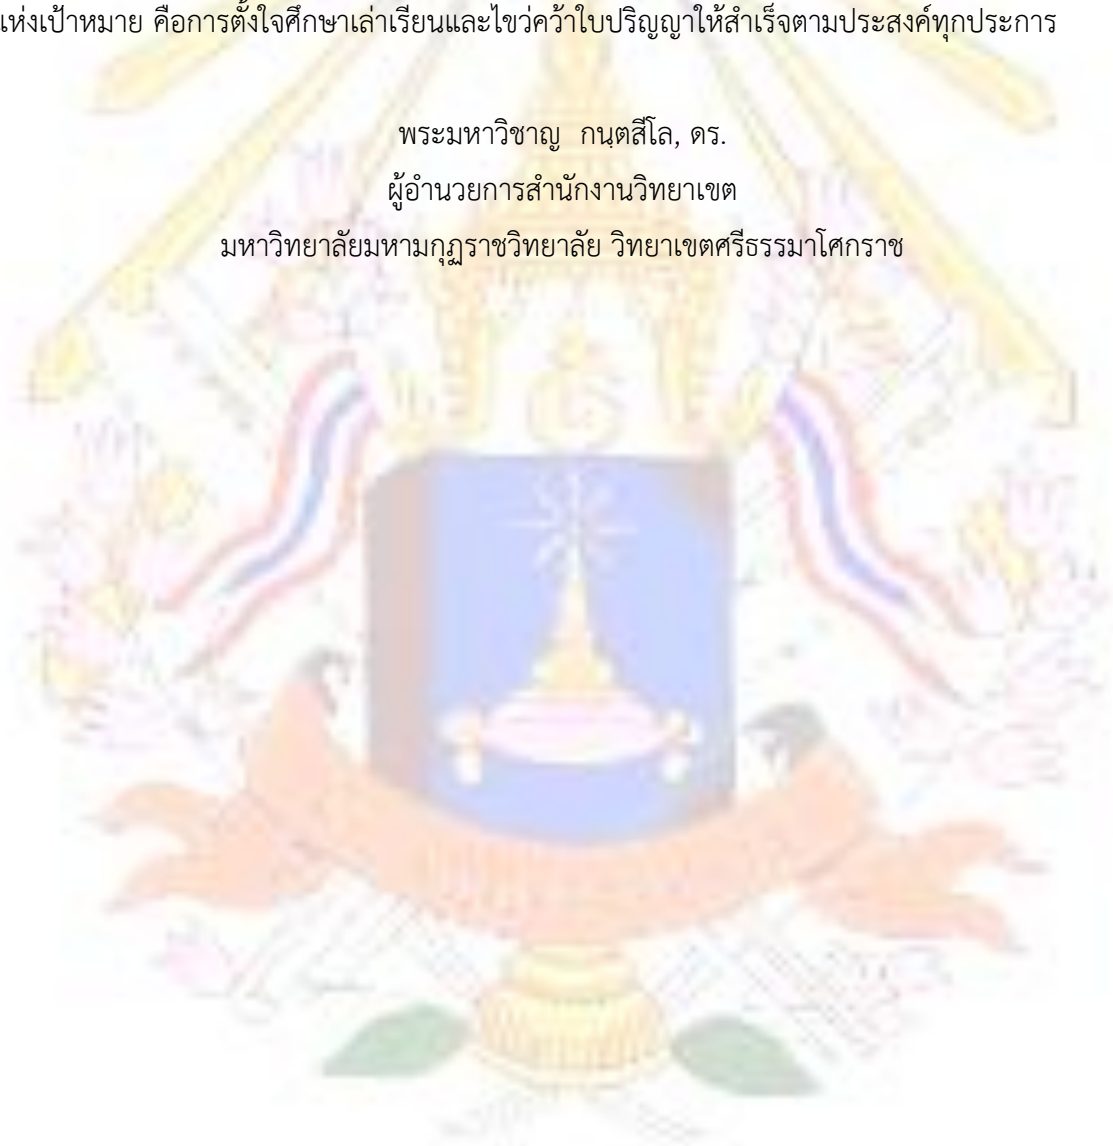 แห่งเป้าหมาย คือการตั้งใจศึกษาเล่าเรียนและไขว่คว้าใบปริญญาให้สำเร็จตามประสงค์ทุกประการ
พระมหาวิชาญ กนฺตสีโล, ดร.
ผู้อำนวยการสำนักงานวิทยาเขต
มหาวิทยาลัยมหามกุฏราชวิทยาลัย วิทยาเขตศรีธรรมาโศกราช